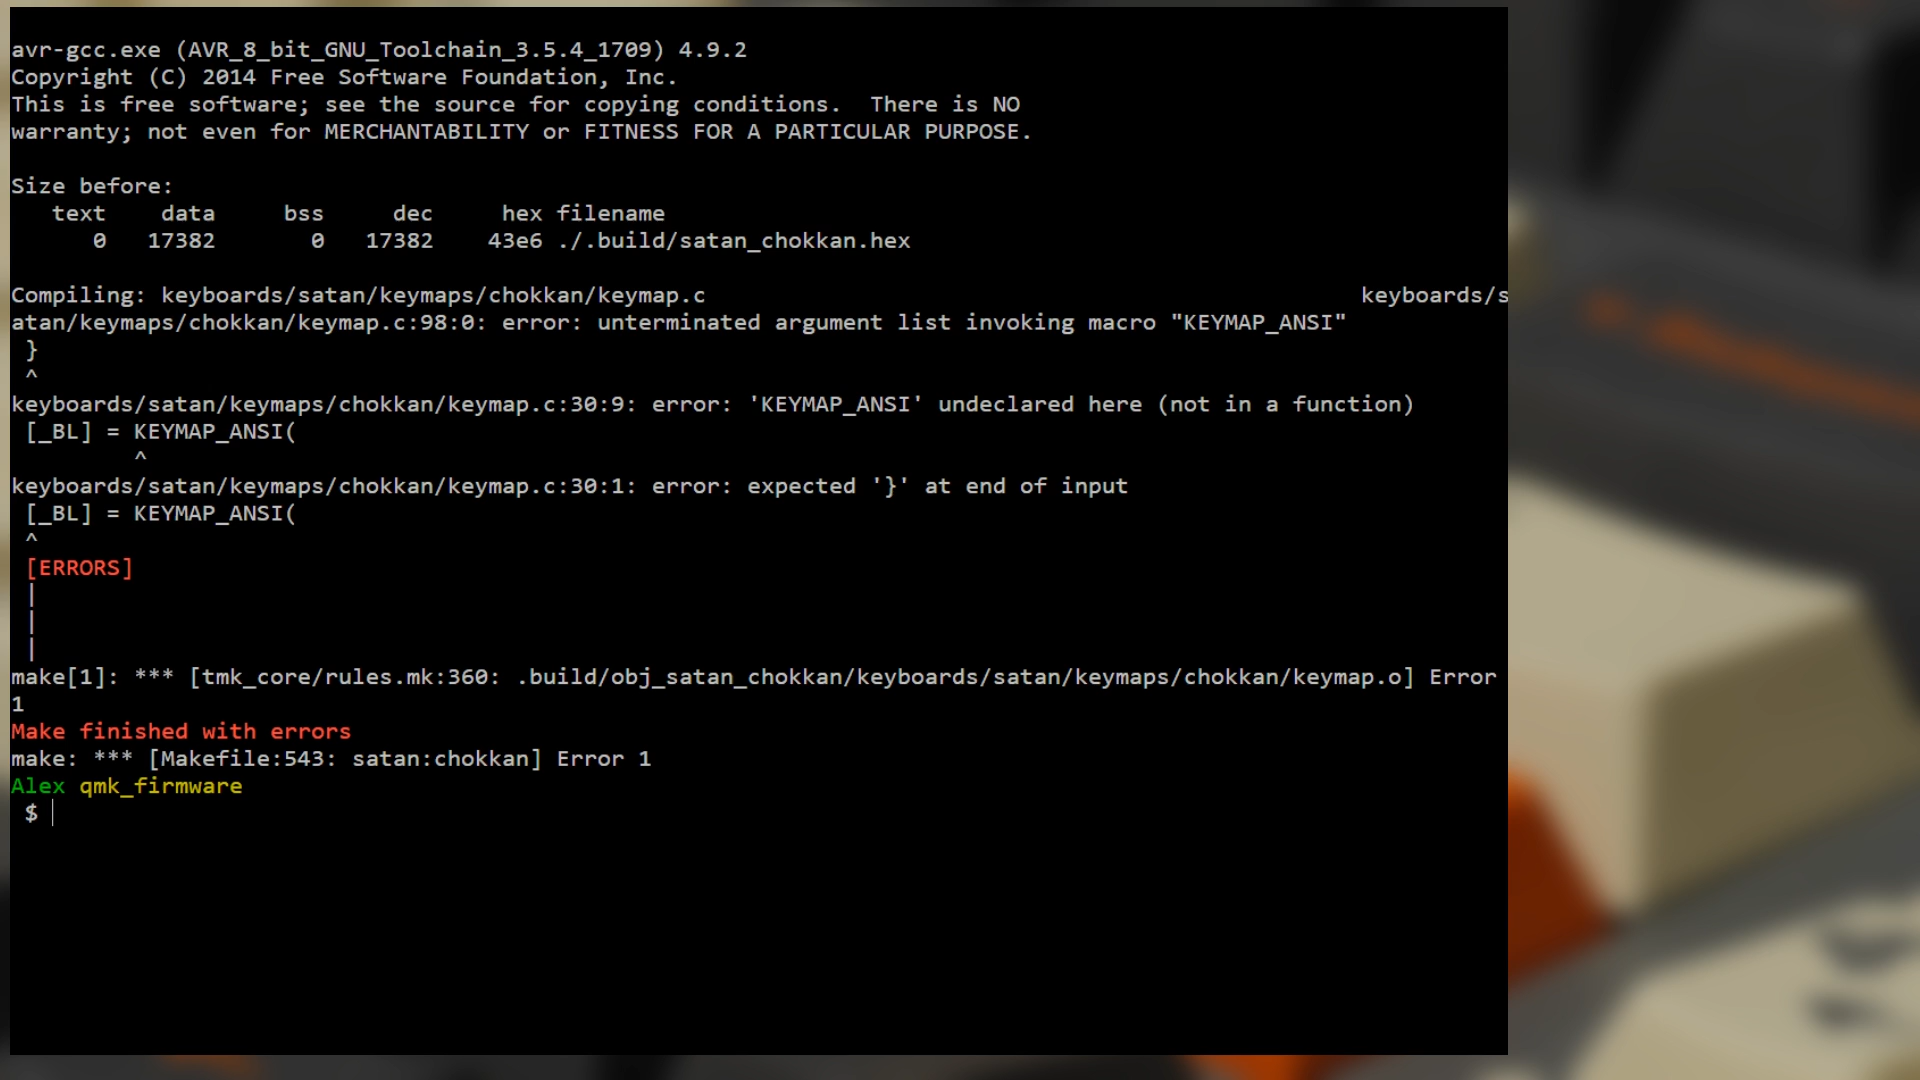 avr-gcc.exe (AVR_8_bit_GNU_Toolchain_3.5.4_1709) 4.9.2
Copyright (C) 2014 Free Software Foundation, Inc.
This is free software; see the source for copying conditions.  There is NO
warranty; not even for MERCHANTABILITY or FITNESS FOR A PARTICULAR PURPOSE.

Size before:
   text    data     bss     dec     hex filename
      0   17382       0   17382    43e6 ./.build/satan_chokkan.hex

Compiling: keyboards/satan/keymaps/chokkan/keymap.c                                                keyboards/s
atan/keymaps/chokkan/keymap.c:98:0: error: unterminated argument list invoking macro "KEYMAP_ANSI"
 }
 ^
keyboards/satan/keymaps/chokkan/keymap.c:30:9: error: 'KEYMAP_ANSI' undeclared here (not in a function)
 [_BL] = KEYMAP_ANSI(
         ^
keyboards/satan/keymaps/chokkan/keymap.c:30:1: error: expected '}' at end of input
 [_BL] = KEYMAP_ANSI(
 ^
 [ERRORS]
 |
 |
 |
make[1]: *** [tmk_core/rules.mk:360: .build/obj_satan_chokkan/keyboards/satan/keymaps/chokkan/keymap.o] Error
1
Make finished with errors
make: *** [Makefile:543: satan:chokkan] Error 1
Alex qmk_firmware
 $